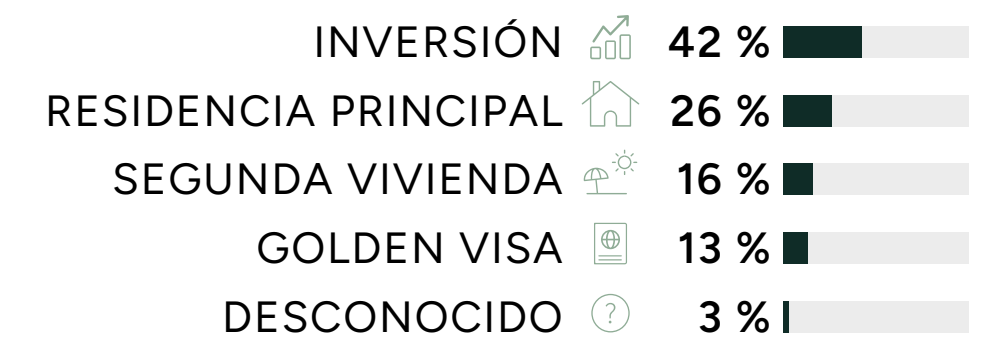 INVERSIÓN 42 %
RESIDENCIA PRINCIPAL 26 %
SEGUNDA VIVIENDA 16 %
GOLDEN VISA 13 %
DESCONOCIDO ? 3 %